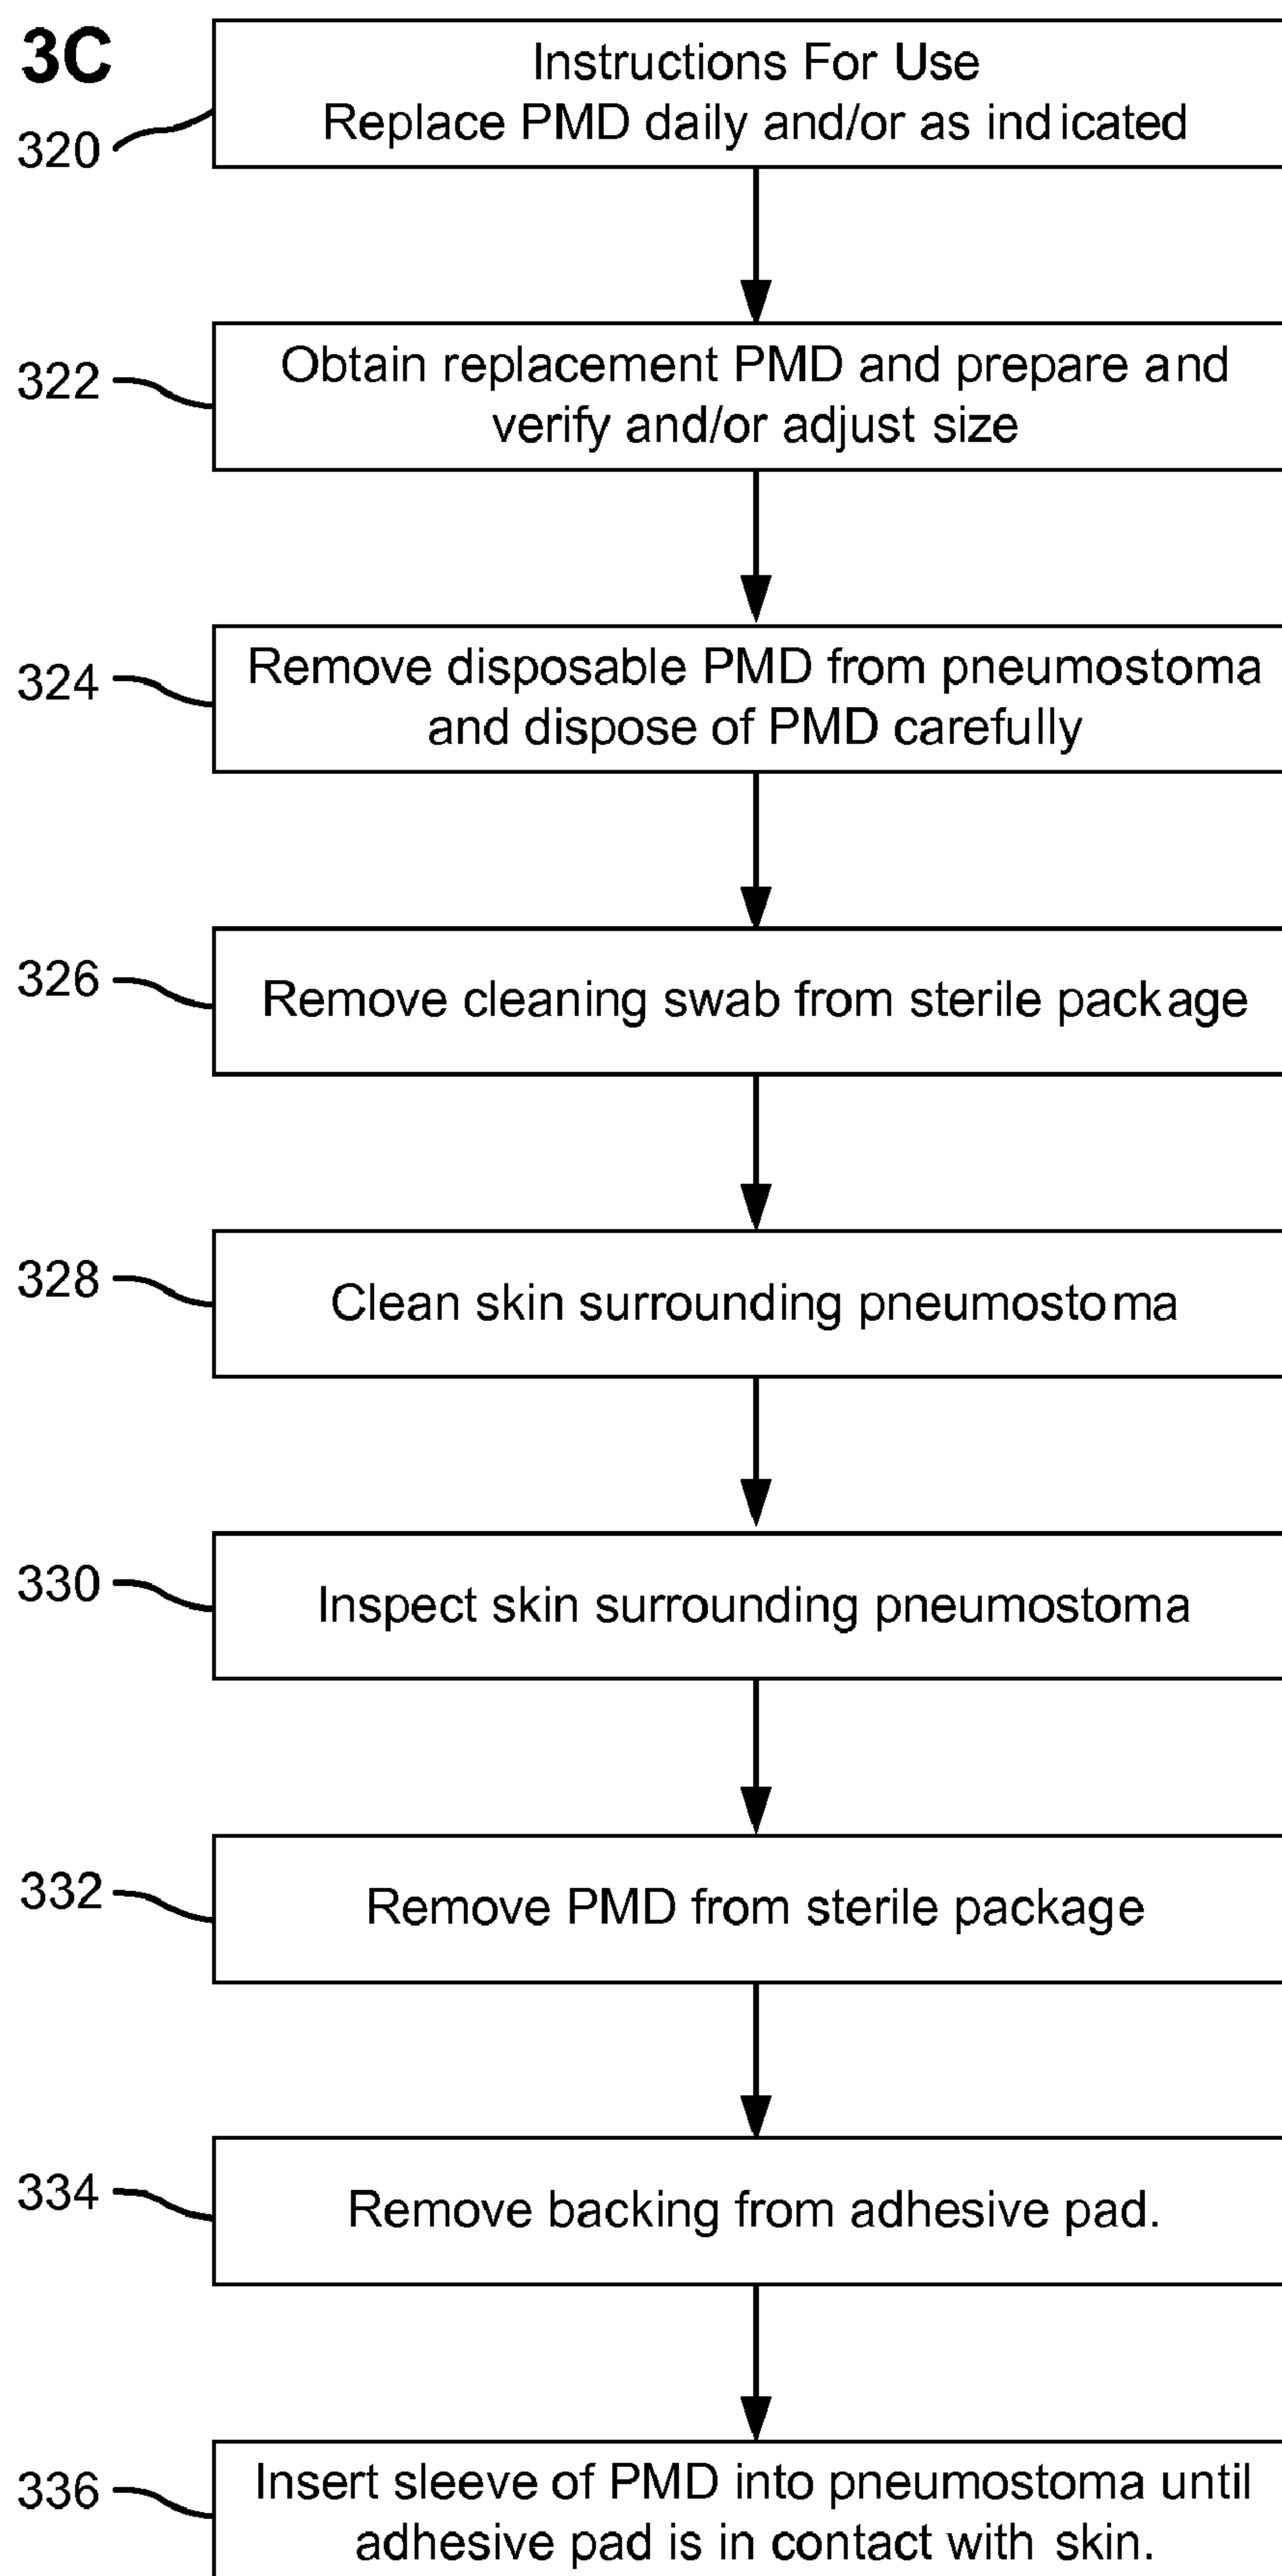 3C
320
Instructions For Use
Replace PMD daily and/or as indicated
322
Obtain replacement PMD and prepare and
verify and/or adjust size
324
Remove disposable PMD from pneumostoma
and dispose of PMD carefully
326
Remove cleaning swab from sterile package
328
Clean skin surrounding pneumostoma
330
Inspect skin surrounding pneumostoma
332
Remove PMD from sterile package
334
Remove backing from adhesive pad.
336
Insert sleeve of PMD into pneumostoma until
adhesive pad is in contact with skin.